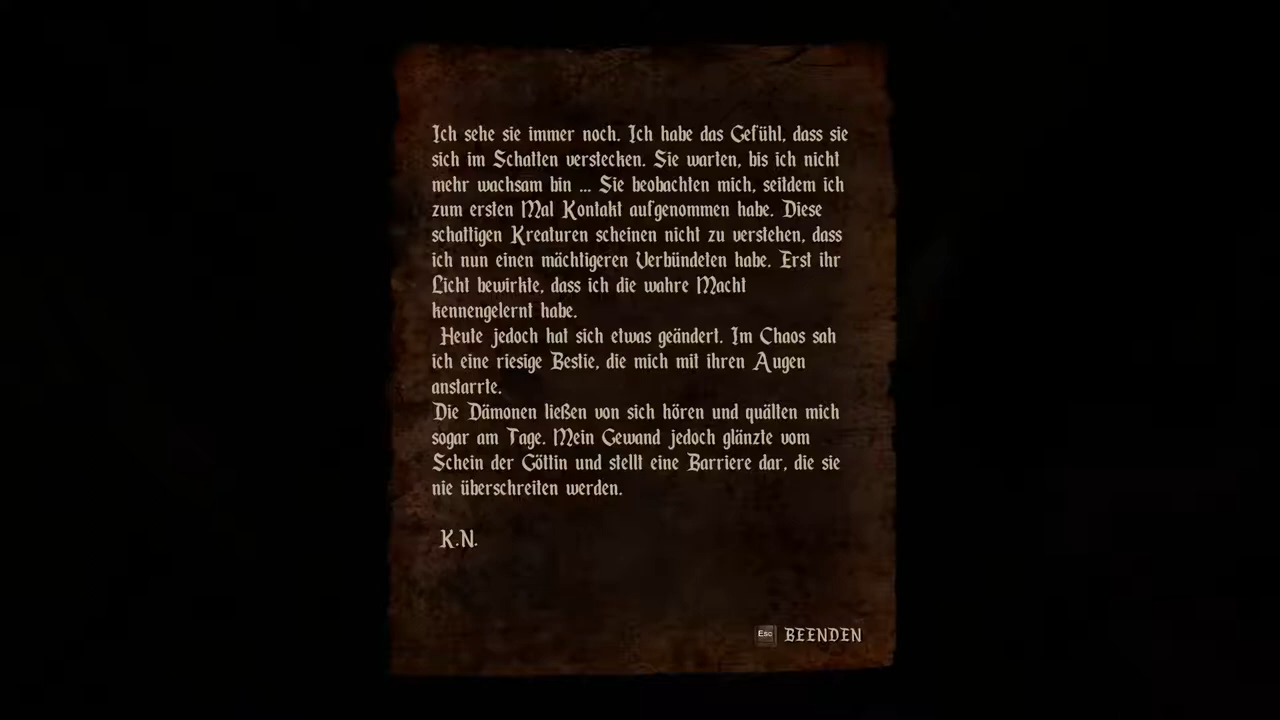 Ich sehe sie immer noch. Ich habe das Gefühl, dass sie
sich im Schatten verstecken. Sie warten, bis ich nicht
mehr wachsam bin ... Sie beobachten mich, seitdem ich
zum ersten Mal Kontakt aufgenommen habe. Diese
schattigen Kreaturen scheinen nicht zu verstehen, dass
ich nun einen mächtigeren Verbündeten habe. Erst ihr
Licht bewirkte, dass ich die wahre Macht
kennengelernt habe.
Heute jedoch hat sich etwas geändert. Im Chaos sah
ich eine riesige Bestie, die mich mit ihren Augen
anstarrte.
Die Dämonen ließen von sich hören und quälten mich
sogar am Tage. Mein Gewand jedoch glänzte vom
Schein der Göttin und stellt eine Barriere dar, die sie
nie überschreiten werden.
K.N.
Esc BEENDEN